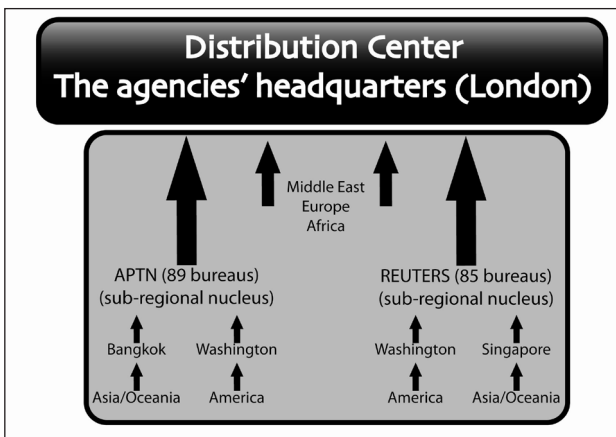 Distribution Center
The agencies’ headquarters (London)
Middle East
Europe
Africa
APTN (89 bureaus)
(sub-regional nucleus)
REUTERS (85 bureaus)
(sub-regional nucleus)
Bangkok
Washington
Washington
Singapore
Asia/Oceania
America
America
Asia/Oceania